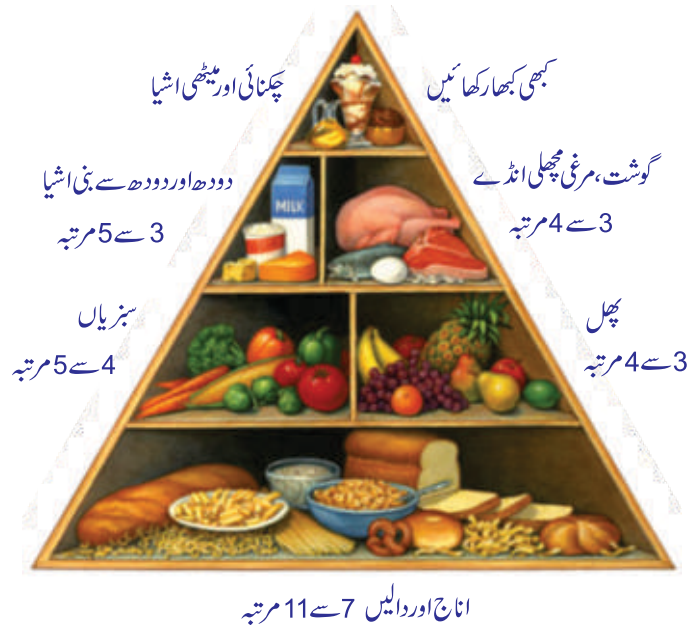 کبھی کبھار کھائیں
چکنائی اور میٹھی اشیا
گوشت، مرغی مچھلی انڈے
3 سے 4 مرتبہ
دودھ اور دودھ سے بنی اشیا
3 سے 5 مرتبہ
MILK
پھل
3 سے 4 مرتبہ
سبزیاں
4 سے 5 مرتبہ
اناج اور دالیں 7 سے 11 مرتبہ